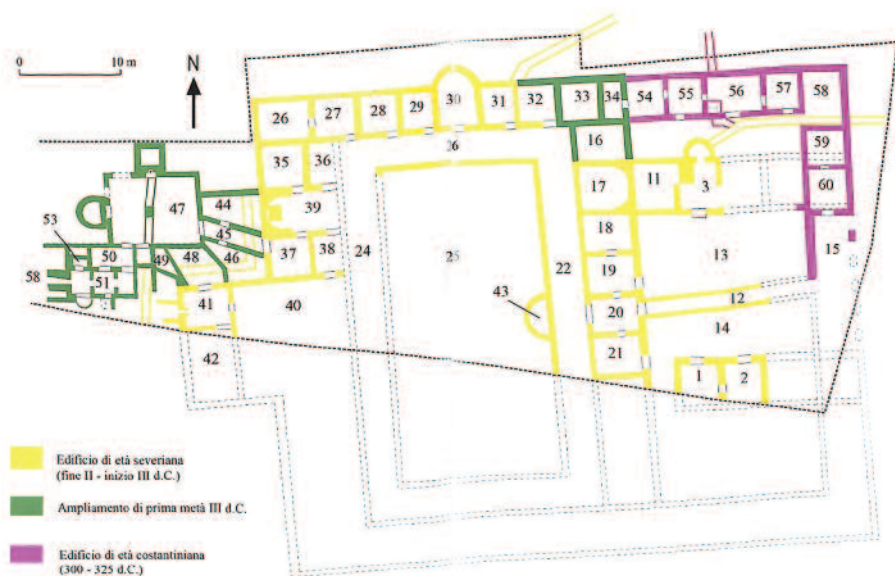 0 10 m
N
26 27 28 29 30 31 32 33 34 54 55 56 57 58
35 36 26 16 59
53 47 44 39 17 11 3 60
45
58 50 49 48 46 37 38 24 25 22 18 13 15
51 19
41 40 43 20 12
14
42 21
1 2
Edificio di età severiana
(fine II - inizio III d.C.)
Ampliamento di prima metà III d.C.
Edificio di età costantiniana
(300 - 325 d.C.)